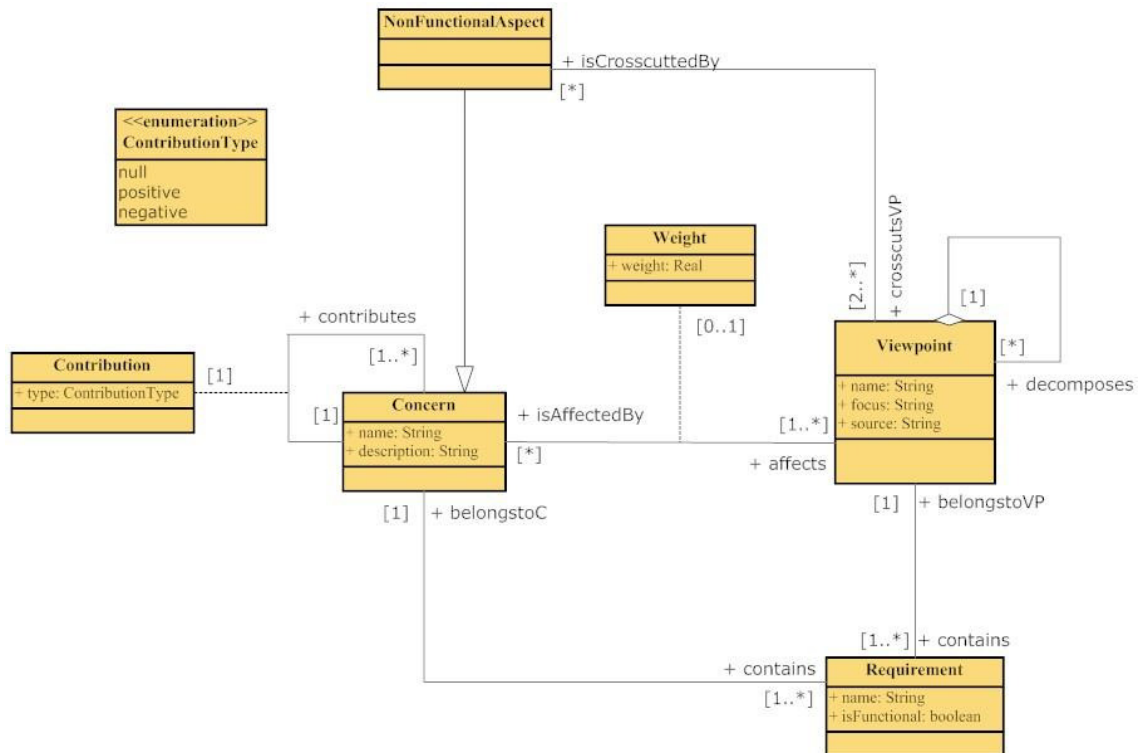 NonFunctionalAspect
+ isCrosscuttedBy
[*]
<<enumeration>>
ContributionType
null
positive
negative
Weight
+ weight: Real
[0..1]
[2..*]
+ crosscutsVP
[1]
Viewpoint
+ name: String
+ focus: String
+ source: String
[*]
+ decomposes
+ contributes
[1..*]
Contribution
+ type: ContributionType
[1]
[1]
Concern
+ name: String
+ description: String
+ isAffectedBy
[*]
[1..*]
+ affects
[1]
+ belongstoC
[1]
+ belongstoVP
[1..*]
+ contains
+ contains
[1..*]
Requirement
+ name: String
+ isFunctional: boolean